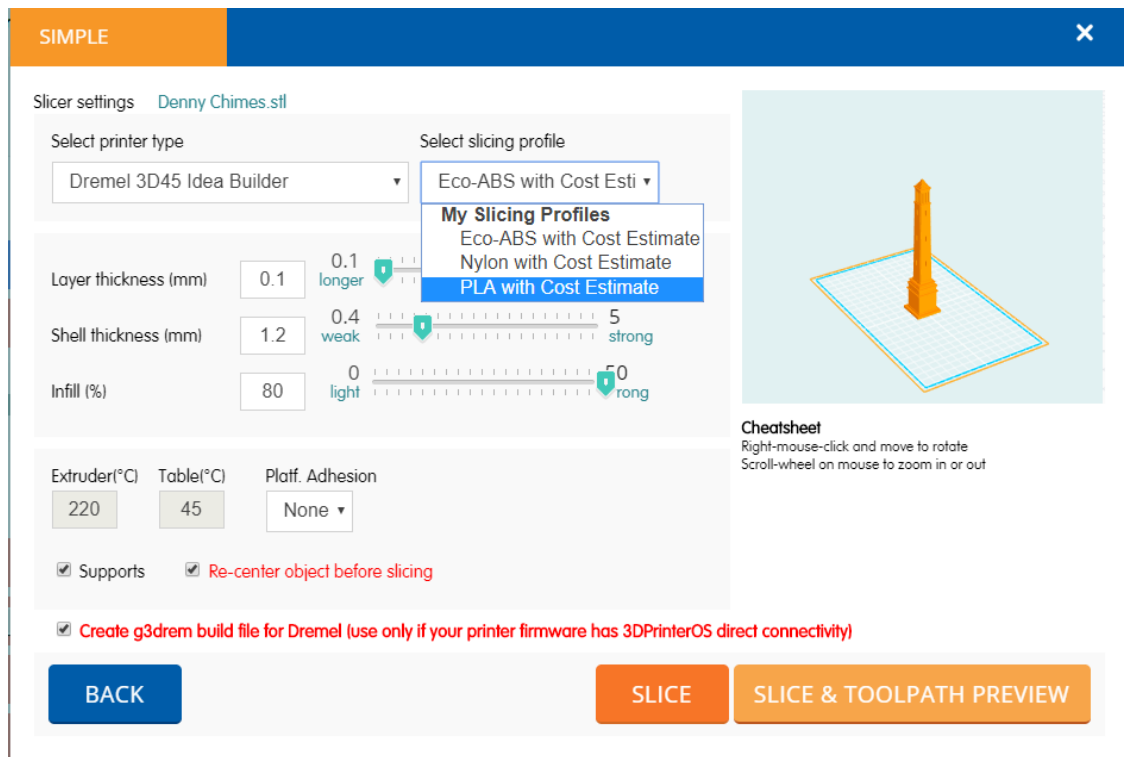 SIMPLE ×
Slicer settings Denny Chimes.stl
Select printer type Select slicing profile
Dremel 3D45 Idea Builder Eco-ABS with Cost Esti
My Slicing Profiles
Eco-ABS with Cost Estimate
Nylon with Cost Estimate
PLA with Cost Estimate
Layer thickness (mm) 0.1 0.1
longer
Shell thickness (mm) 1.2 0.4 5
weak strong
Infill (%) 80 0 0
light rong
Cheatsheet
Right-mouse-click and move to rotate
Scroll-wheel on mouse to zoom in or out
Extruder(°C) Table(°C) Platf. Adhesion
220 45 None
Supports Re-center object before slicing
Create g3drem build file for Dremel (use only if your printer firmware has 3DPrinterOS direct connectivity)
BACK SLICE SLICE & TOOLPATH PREVIEW